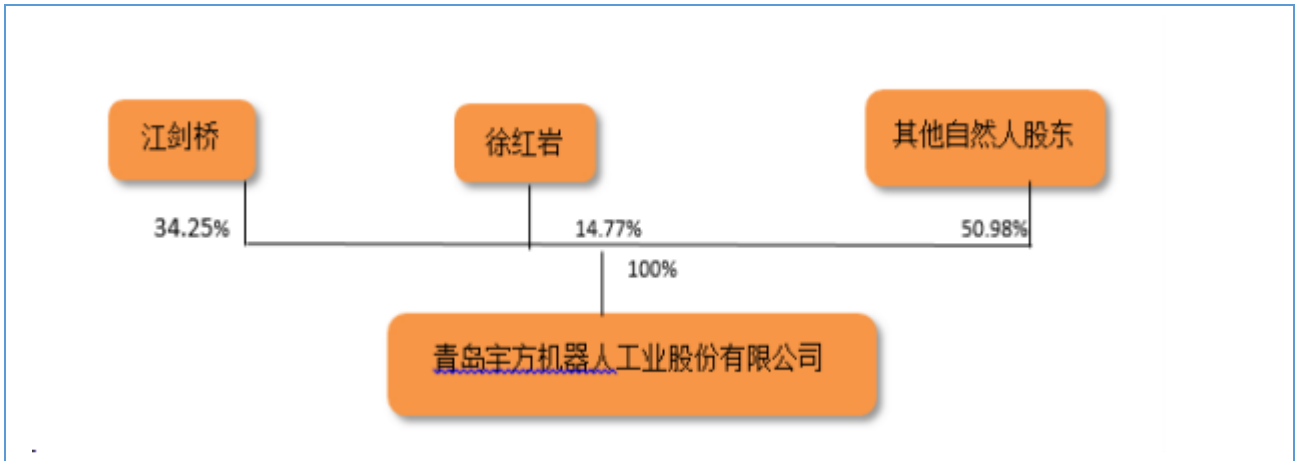 江剑桥
徐红岩
其他自然人股东
34.25%
14.77%
50.98%
100%
青岛宇方机器人工业股份有限公司